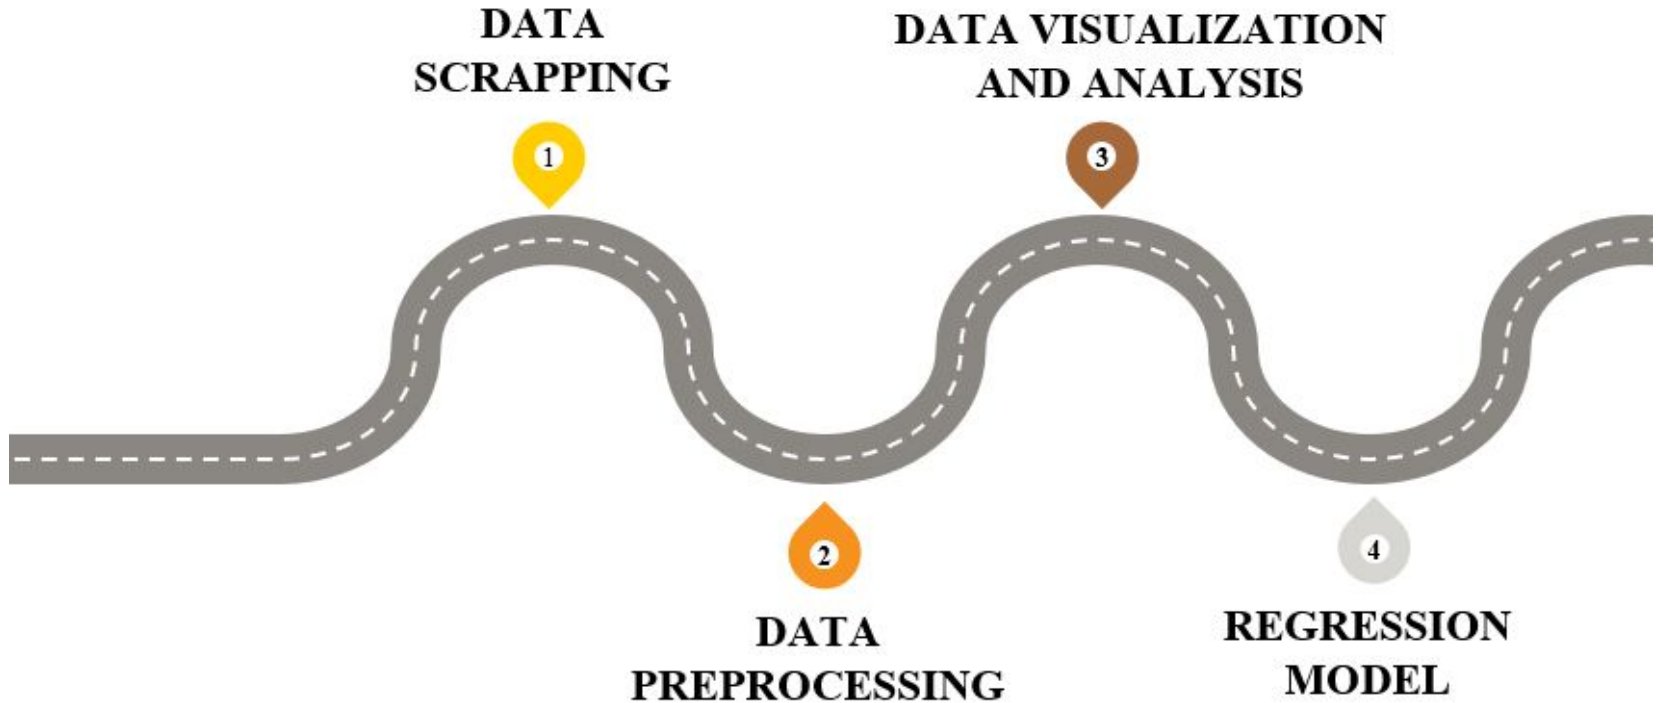 DATA
SCRAPPING
1
2
DATA
PREPROCESSING
DATA VISUALIZATION
AND ANALYSIS
3
4
REGRESSION
MODEL